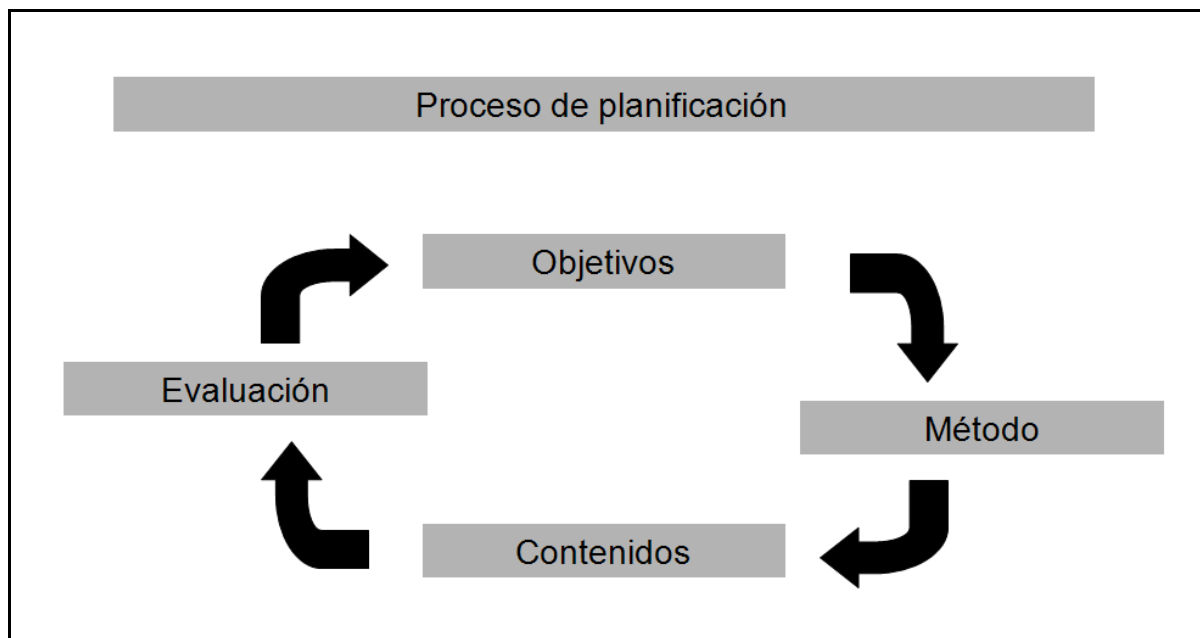 Proceso de planificación
Objetivos
Evaluación
Método
Contenidos